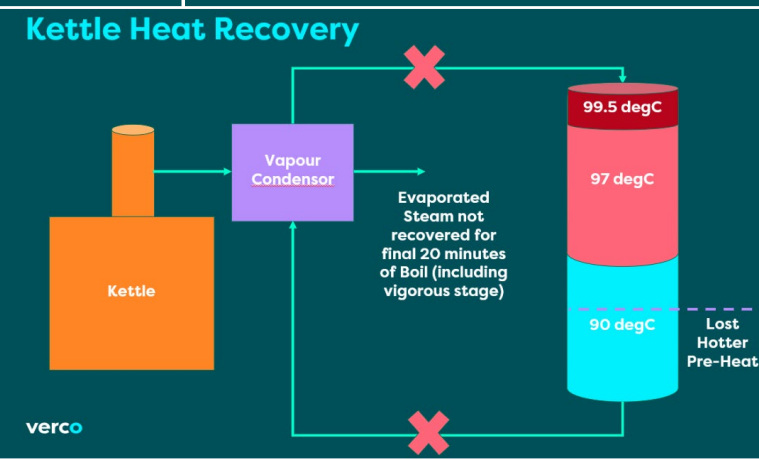 Kettle Heat Recovery
99.5 degC
97 degC
Vapour
Condensor
Evaporated
Steam not
recovered for
final 20 minutes
of Boil (including
vigorous stage)
Kettle
90 degC
Lost
Hotter
Pre-Heat
verco